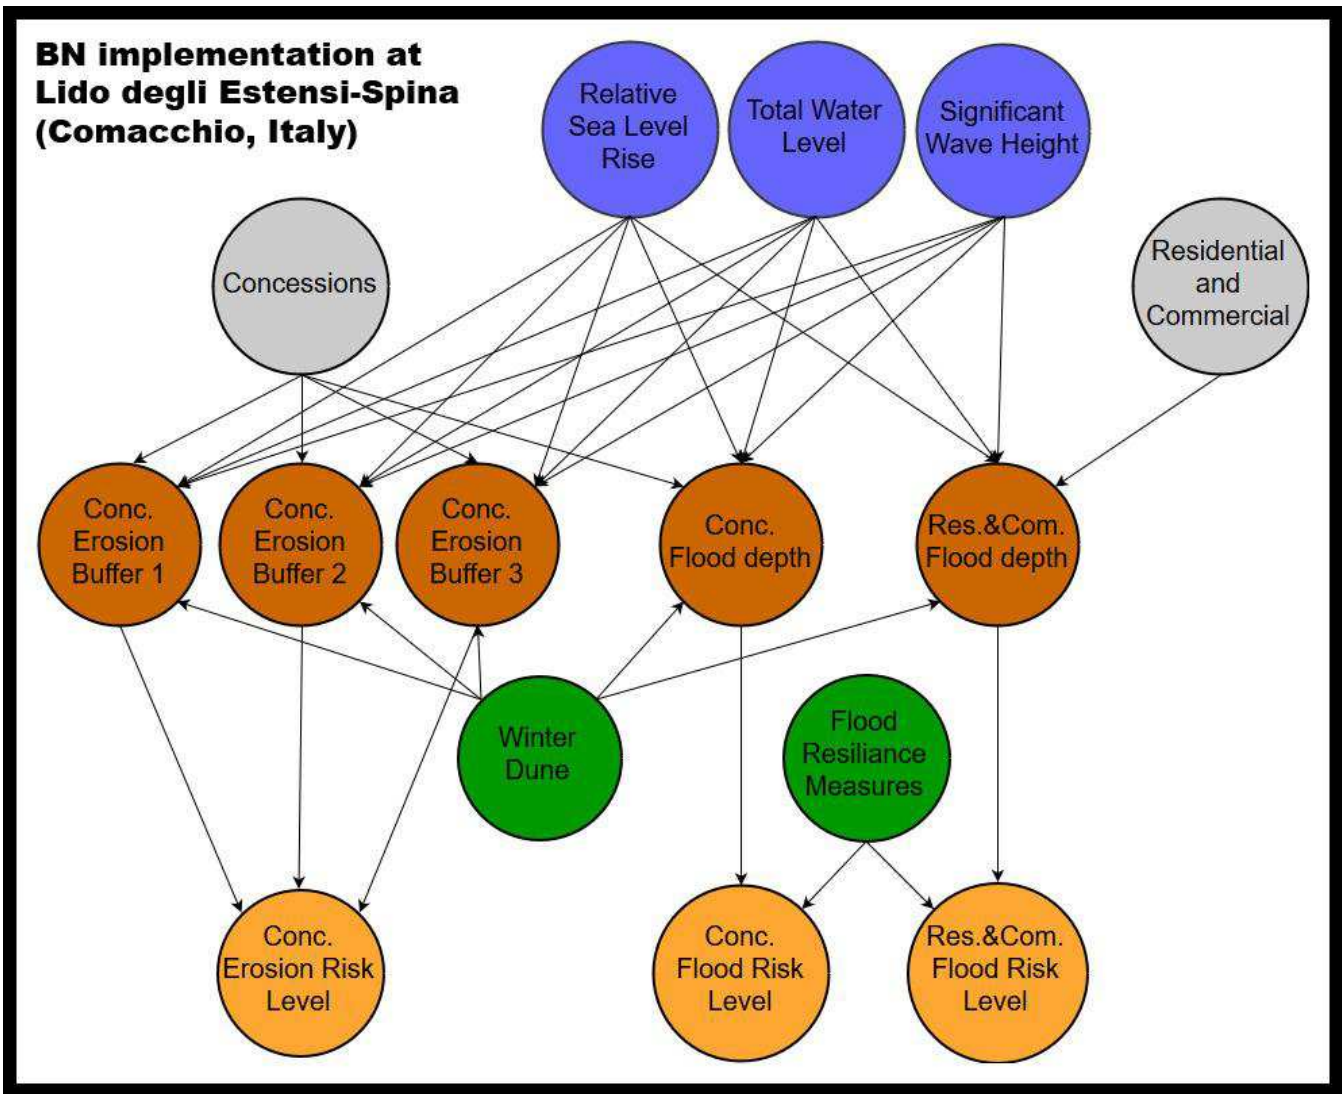 BN implementation at
Lido degli Estensi-Spina
(Comacchio, Italy)
Relative
Sea Level
Rise
Total Water
Level
Significant
Wave Height
Concessions
Residential
and
Commercial
Conc.
Erosion
Buffer 1
Conc.
Erosion
Buffer 2
Conc.
Erosion
Buffer 3
Conc.
Flood depth
Res.&Com.
Flood depth
Winter
Dune
Flood
Resiliance
Measures
Conc.
Erosion Risk
Level
Conc.
Flood Risk
Level
Res.&Com.
Flood Risk
Level